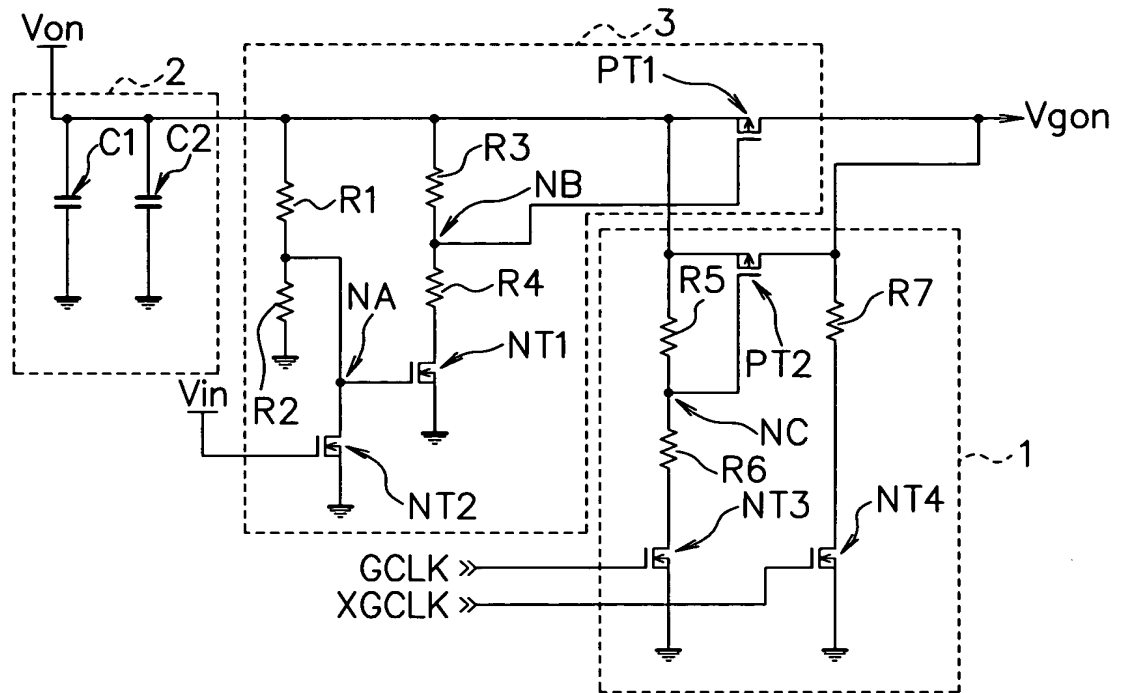 Von
3
2
PT1
Vgon
C1
C2
R3
NB
R1
R4
R5
R7
NA
R2
NT1
PT2
Vin
NC
R6
1
NT2
NT3
NT4
GCLK
XGCLK